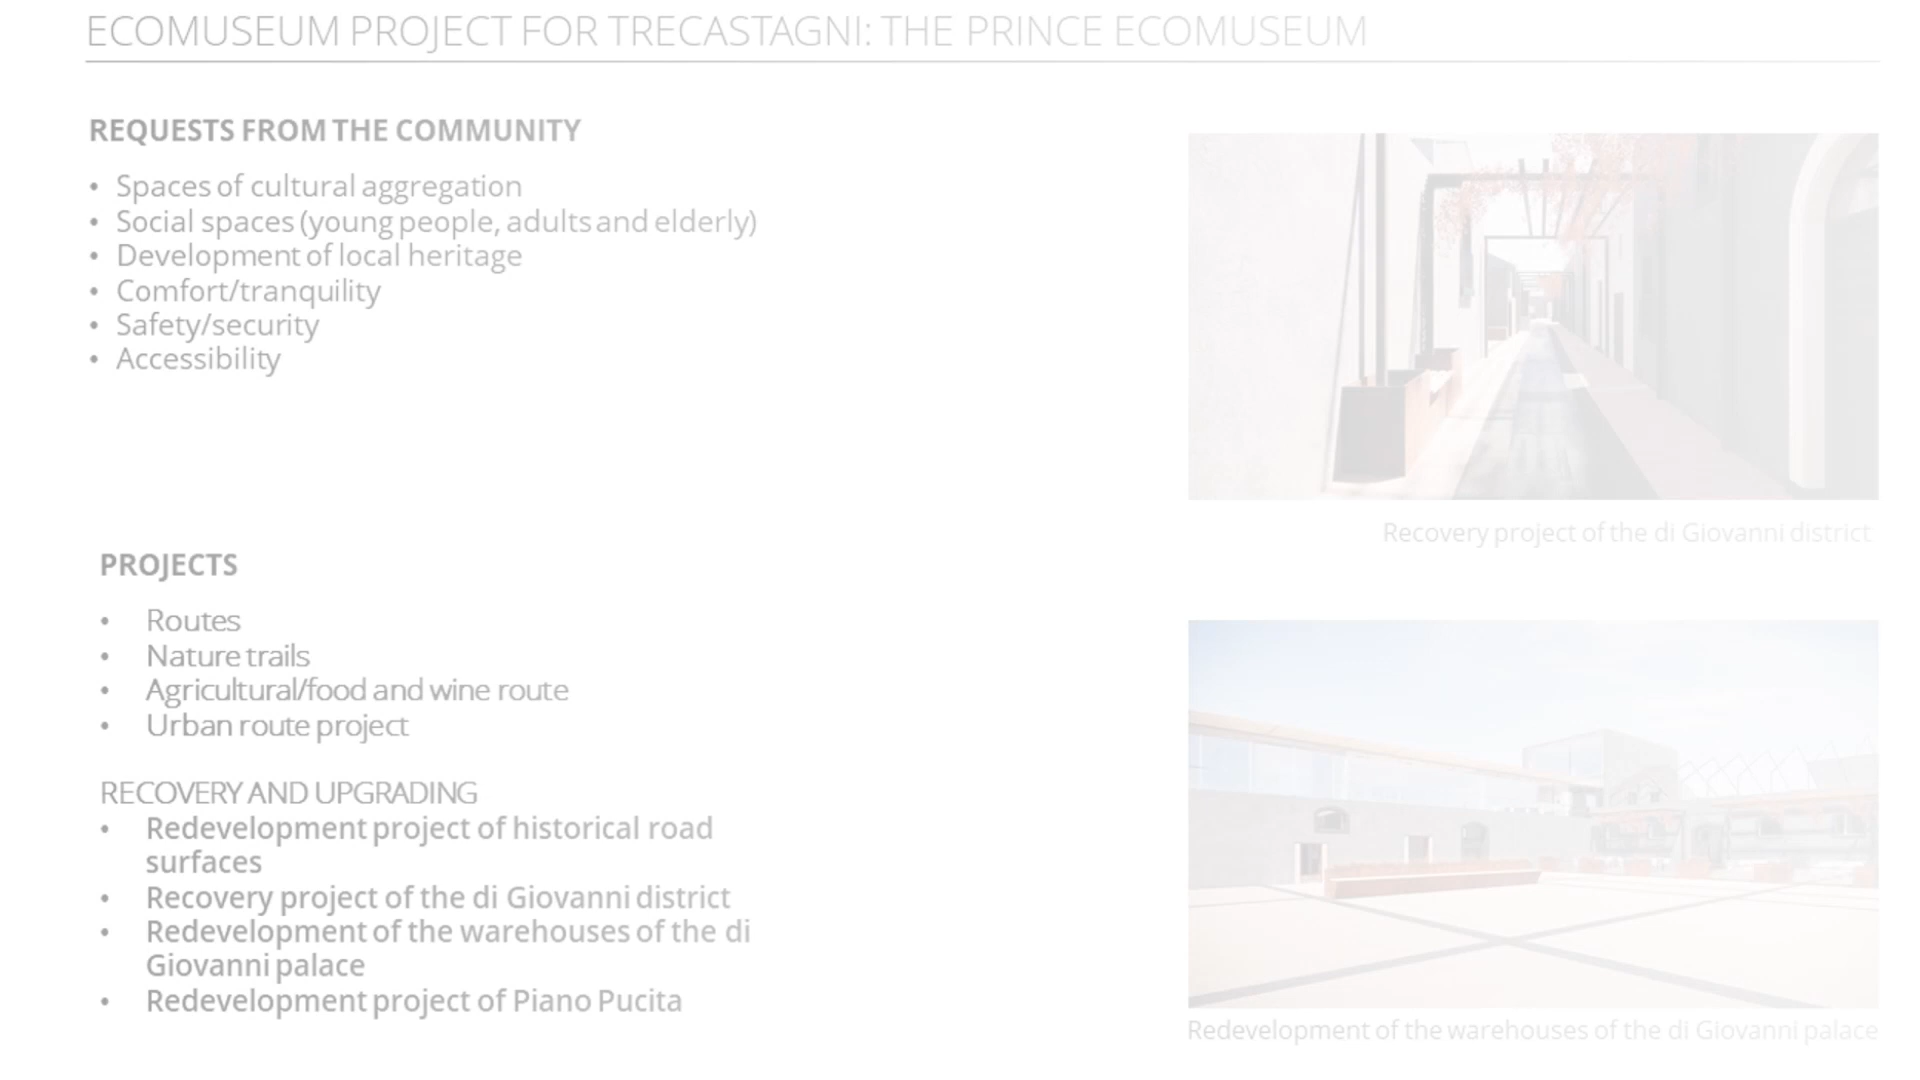 ECOMUSEUM PROJECT FOR TRECASTAGNI: THE PRINCE ECOMUSEUM
REQUESTS FROM THE COMMUNITY
• Spaces of cultural aggregation
• Social spaces (young people, adults and elderly)
• Development of local heritage
• Comfort/tranquility
• Safety/security
• Accessibility
Recovery project of the di Giovanni district
PROJECTS
• Routes
• Nature trails
• Agricultural/food and wine route
• Urban route project
RECOVERY AND UPGRADING
• Redevelopment project of historical road
surfaces
• Recovery project of the di Giovanni district
• Redevelopment of the warehouses of the di
Giovanni palace
• Redevelopment project of Piano Pucita
Redevelopment of the warehouses of the di Giovanni palace